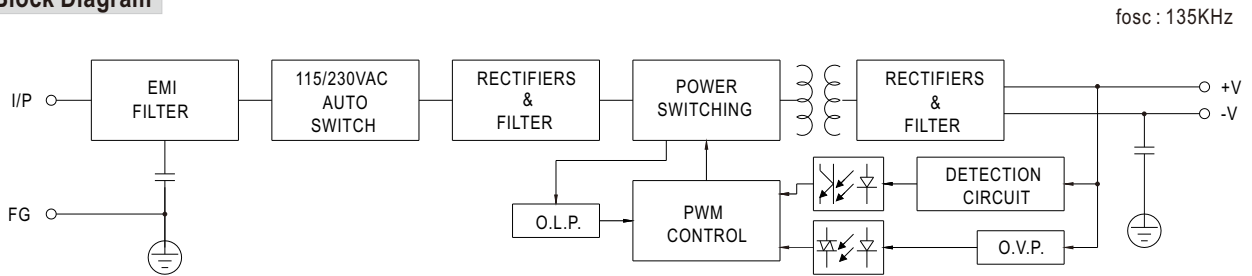 Block Diagram
fosc : 135KHz
I/P
EMI
FILTER
115/230VAC
AUTO
SWITCH
RECTIFIERS
&
FILTER
POWER
SWITCHING
RECTIFIERS
&
FILTER
+V
-V
FG
O.L.P.
PWM
CONTROL
DETECTION
CIRCUIT
O.V.P.